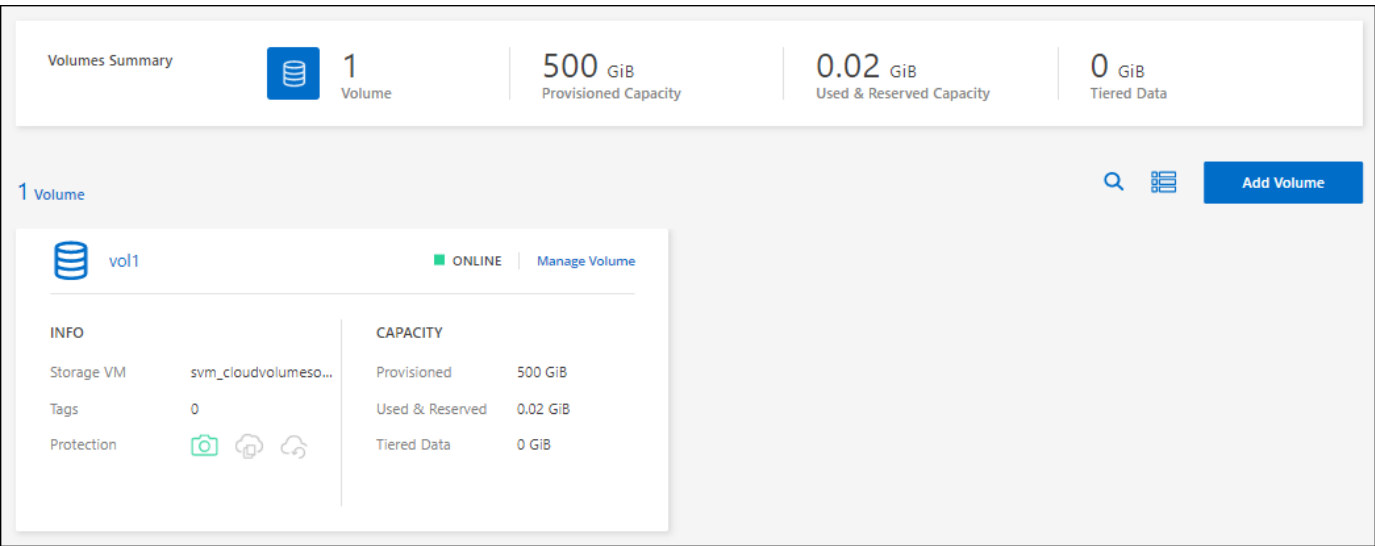 Volumes Summary
1
Volume
500 GiB
Provisioned Capacity
0.02 GiB
Used & Reserved Capacity
0 GiB
Tiered Data
1 Volume
Add Volume
vol1
ONLINE
Manage Volume
INFO
Storage VM svm_cloudvolumeso...
Tags 0
Protection
CAPACITY
Provisioned 500 GiB
Used & Reserved 0.02 GiB
Tiered Data 0 GiB